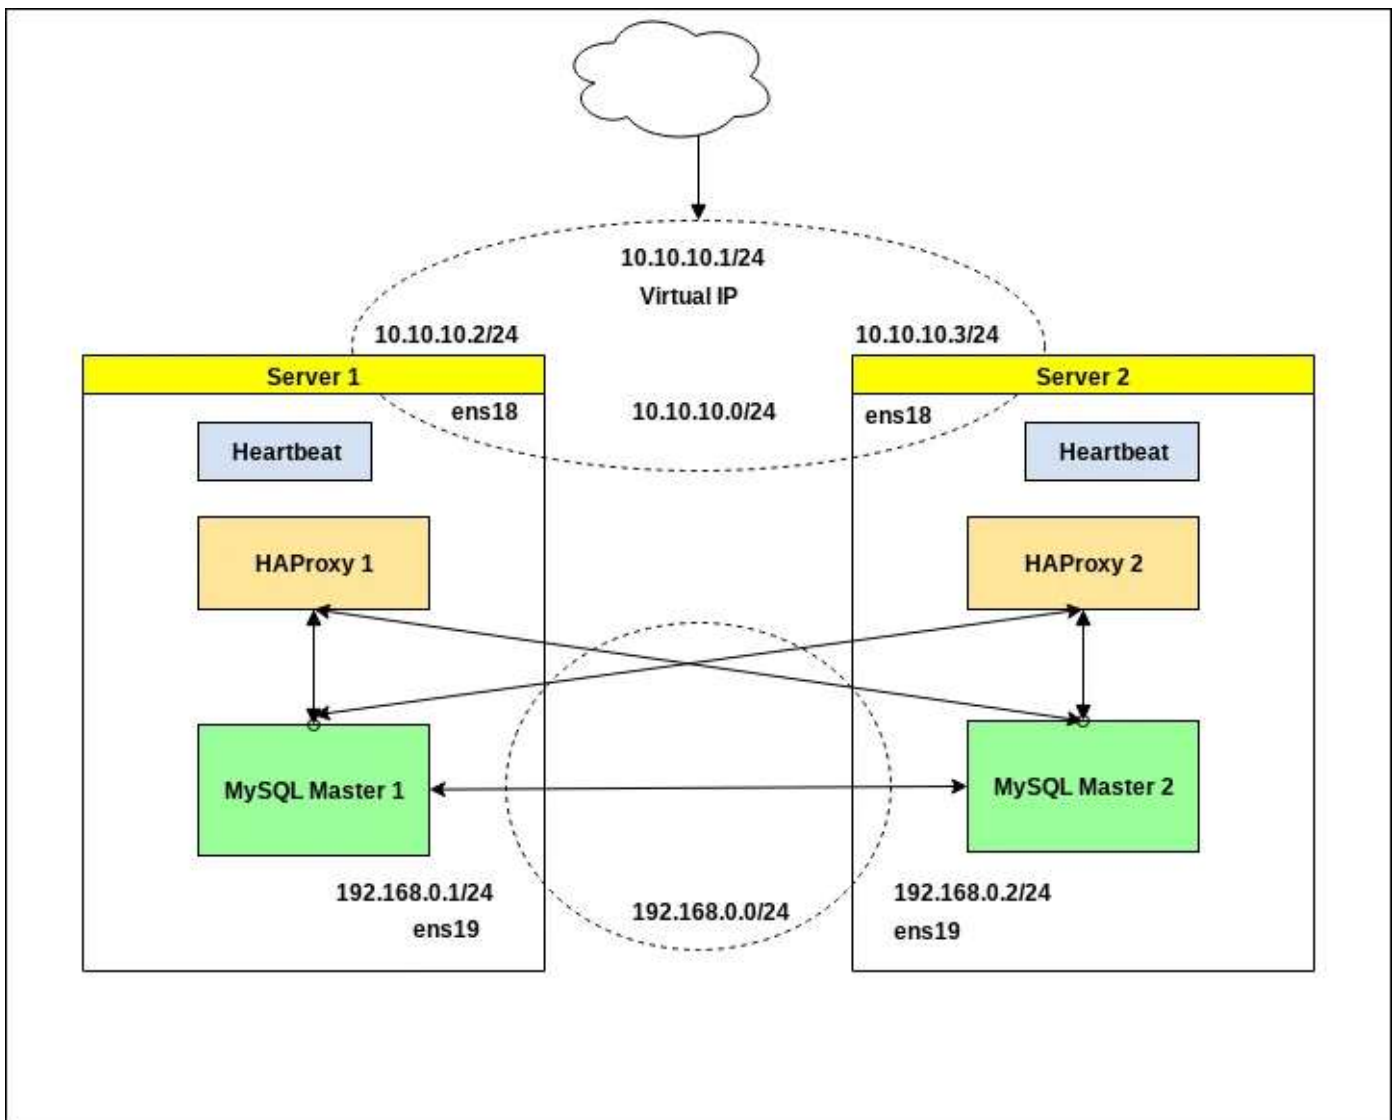 10.10.10.1/24
Virtual IP
10.10.10.2/24
10.10.10.3/24
Server 1
Server 2
ens18
10.10.10.0/24
ens18
Heartbeat
Heartbeat
HAProxy 1
HAProxy 2
MySQL Master 1
MySQL Master 2
192.168.0.1/24
192.168.0.0/24
192.168.0.2/24
ens19
ens19